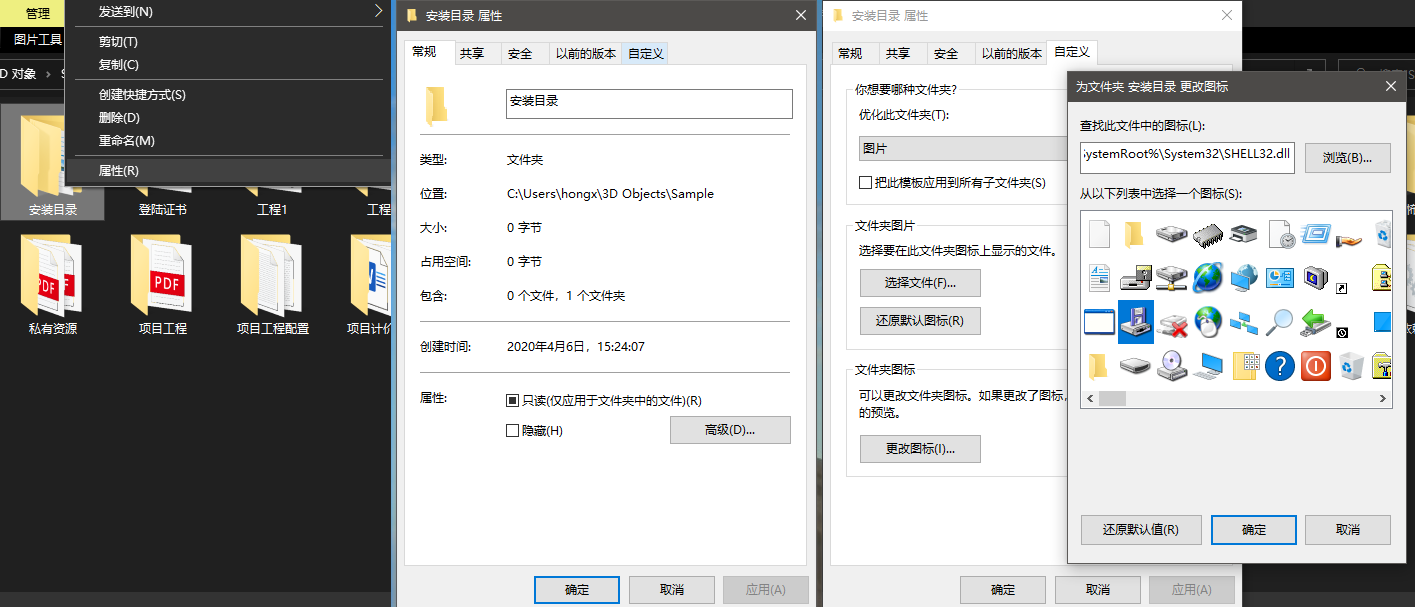 管理
图片工具
D 对象
发送到(N)
剪切(T)
复制(C)
创建快捷方式(S)
删除(D)
重命名(M)
属性(R)
安装目录
登陆证书
工程1
工程
PDF
PDF
PDF
W
私有资源
项目工程
项目工程配置
项目计价
安装目录 属性
常规
共享
安全
以前的版本
自定义
安装目录
类型:
文件夹
位置:
C:\Users\hongx\3D Objects\Sample
大小:
0 字节
占用空间:
0 字节
包含:
0 个文件，1 个文件夹
创建时间:
2020年4月6日，15:24:07
属性:
只读(仅应用于文件夹中的文件)(R)
隐藏(H)
高级(D)...
确定
取消
应用(A)
安装目录 属性
常规
共享
安全
以前的版本
自定义
你想要哪种文件夹?
优化此文件夹(T):
图片
把此模板应用到所有子文件夹(S)
文件夹图片
选择要在此文件夹图标上显示的文件。
选择文件(F)...
还原默认图标(R)
文件夹图标
可以更改文件夹图标。如果更改了图标，
的预览。
更改图标(I)...
确定
取消
应用(A)
为文件夹 安装目录 更改图标
查找此文件中的图标(L):
ystemRoot%\System32\SHELL32.dll
浏览(B)...
从以下列表中选择一个图标(S):
还原默认值(R)
确定
取消